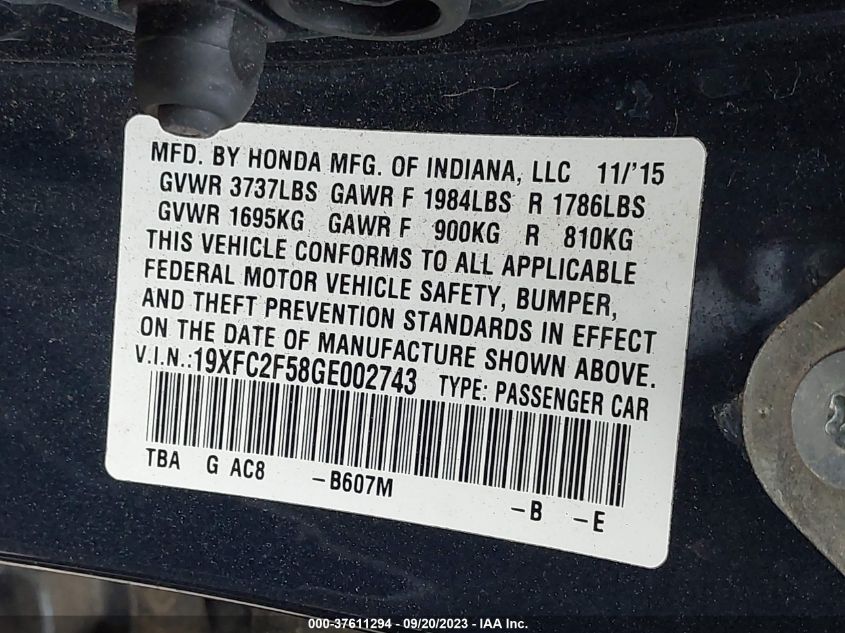 MFD. BY HONDA MFG. OF INDIANA, LLC 11/'15
GVWR 3737LBS GAWR F 1984LBS R 1786LBS
GVWR 1695KG GAWR F 900KG R 810KG
THIS VEHICLE CONFORMS TO ALL APPLICABLE
FEDERAL MOTOR VEHICLE SAFETY, BUMPER,
AND THEFT PREVENTION STANDARDS IN EFFECT
ON THE DATE OF MANUFACTURE SHOWN ABOVE.
V.I.N.:19XFC2F58GE002743 TYPE: PASSENGER CAR
TBA G AC8 -B607M -B -E
000-37611294 - 09/20/2023 - IAA Inc.